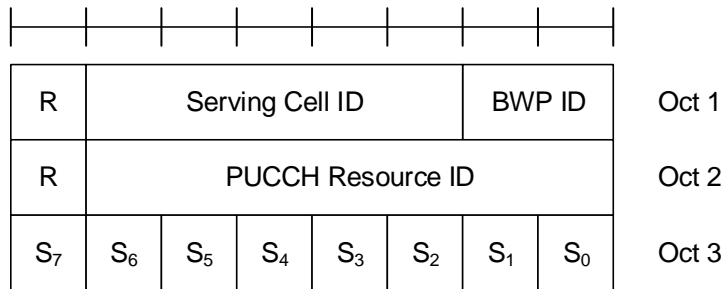 R Serving Cell ID BWP ID Oct 1
R PUCCH Resource ID Oct 2
S₇ S₆ S₅ S₄ S₃ S₂ S₁ S₀ Oct 3